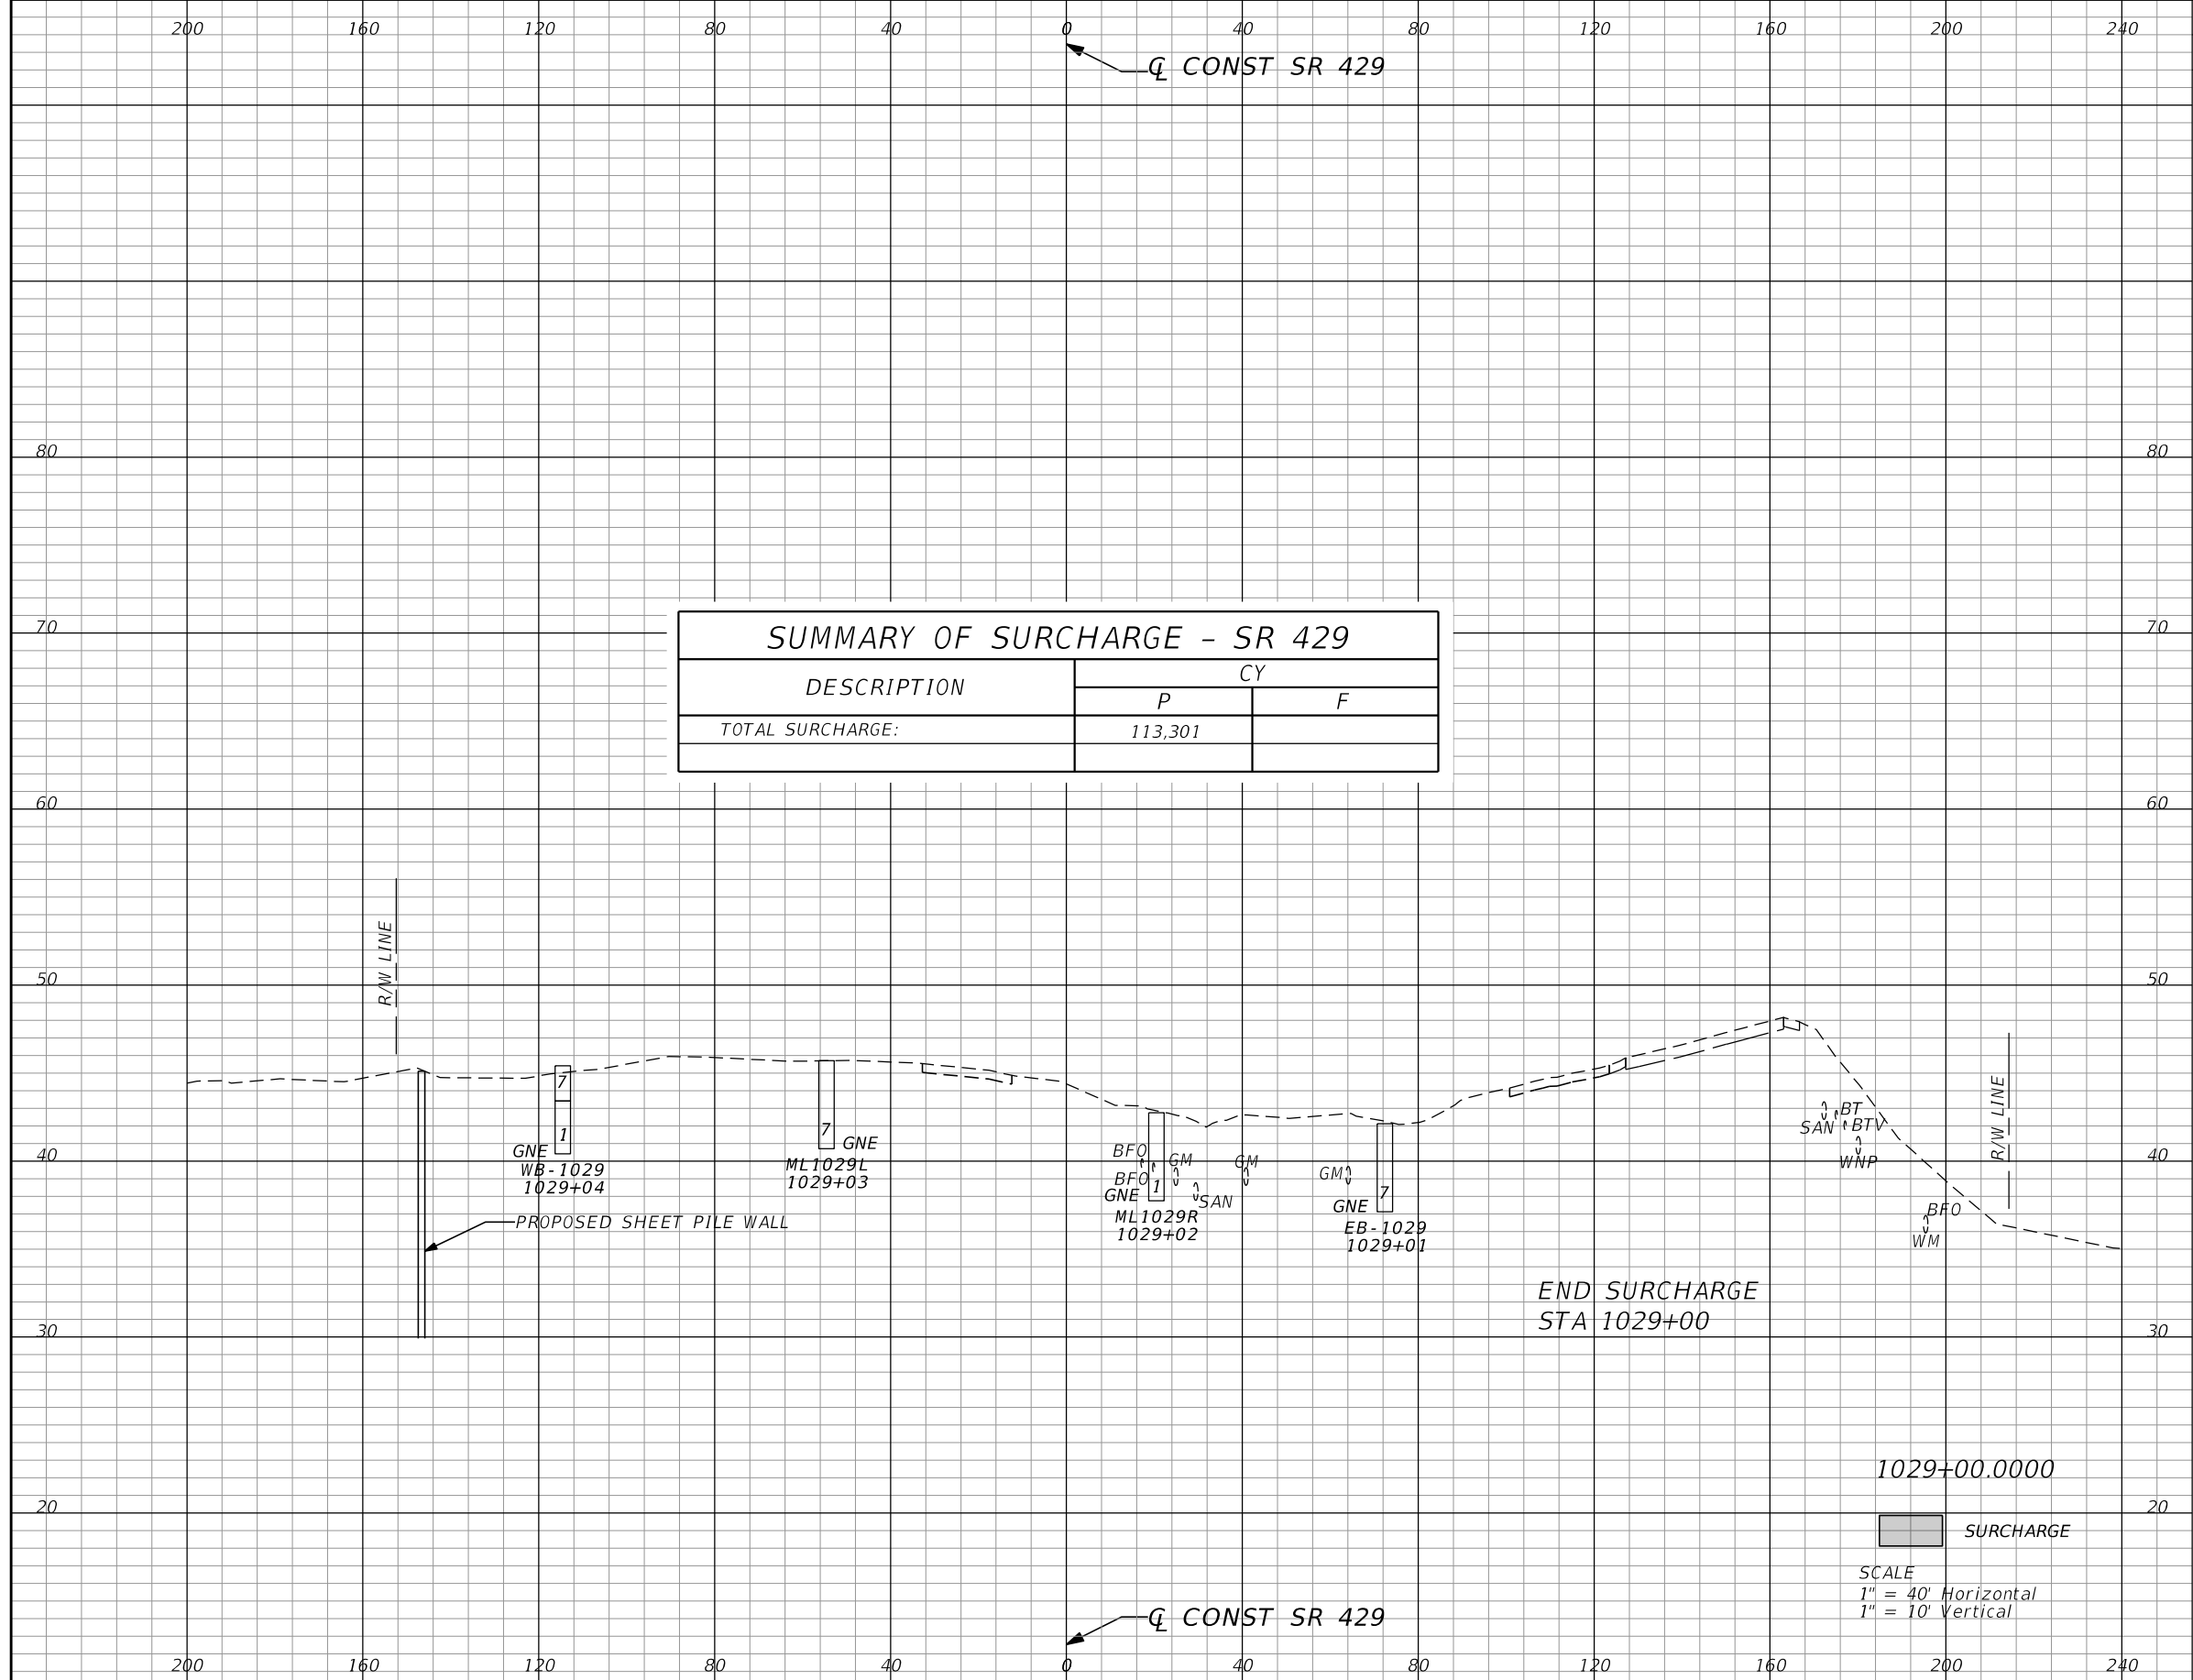 200 160 120 80 40 0 40 80 120 160 200 240
℄ CONST SR 429
80 80
70 70
SUMMARY OF SURCHARGE – SR 429
DESCRIPTION
CY
P F
TOTAL SURCHARGE: 113,301
60 60
R/W LINE
50 50
7
1
GNE
WB-1029
1029+04
7
GNE
ML1029L
1029+03
BFO
BFO
GNE
1
GM
SAN
GM
ML1029R
1029+02
GM
GNE
7
EB-1029
1029+01
SAN
BT
BTV
WNP
BFO
WM
R/W LINE
40 40
PROPOSED SHEET PILE WALL
END SURCHARGE
STA 1029+00
30 30
1029+00.0000
20 20
SURCHARGE
SCALE
1" = 40' Horizontal
1" = 10' Vertical
℄ CONST SR 429
200 160 120 80 40 0 40 80 120 160 200 240